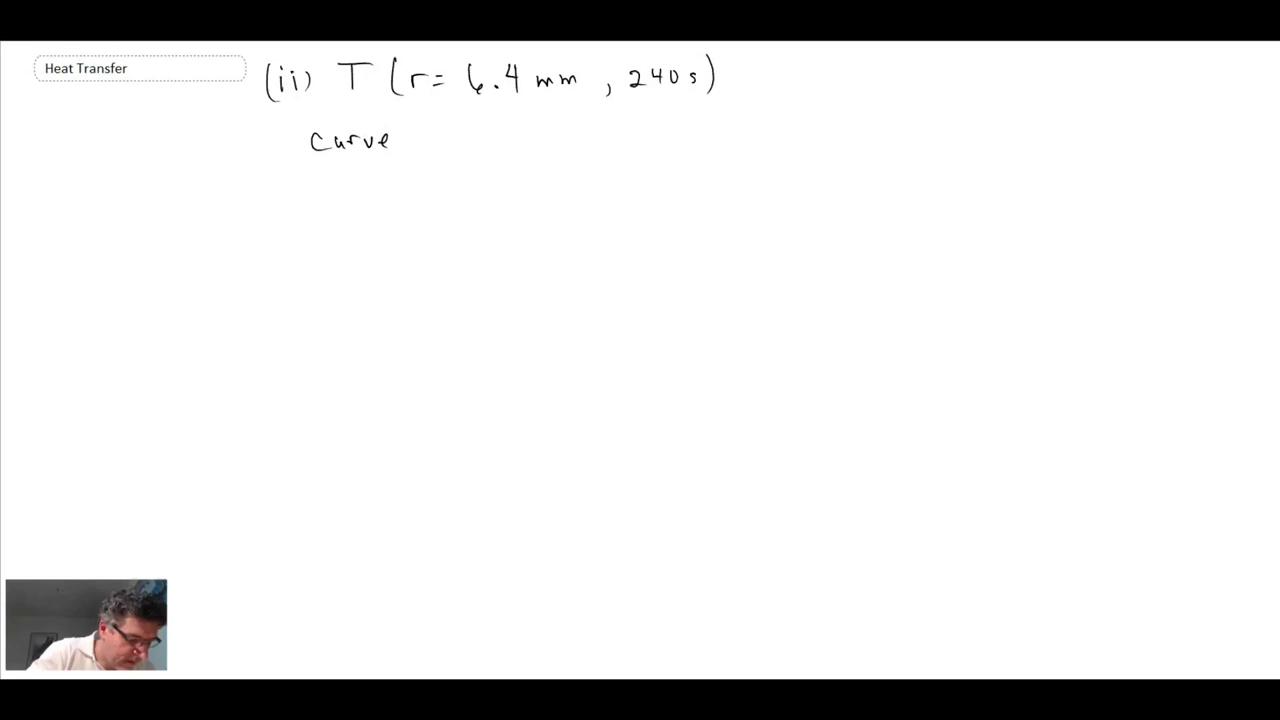 Heat Transfer
(ii) T (r= 6.4 mm , 240 s)
curve